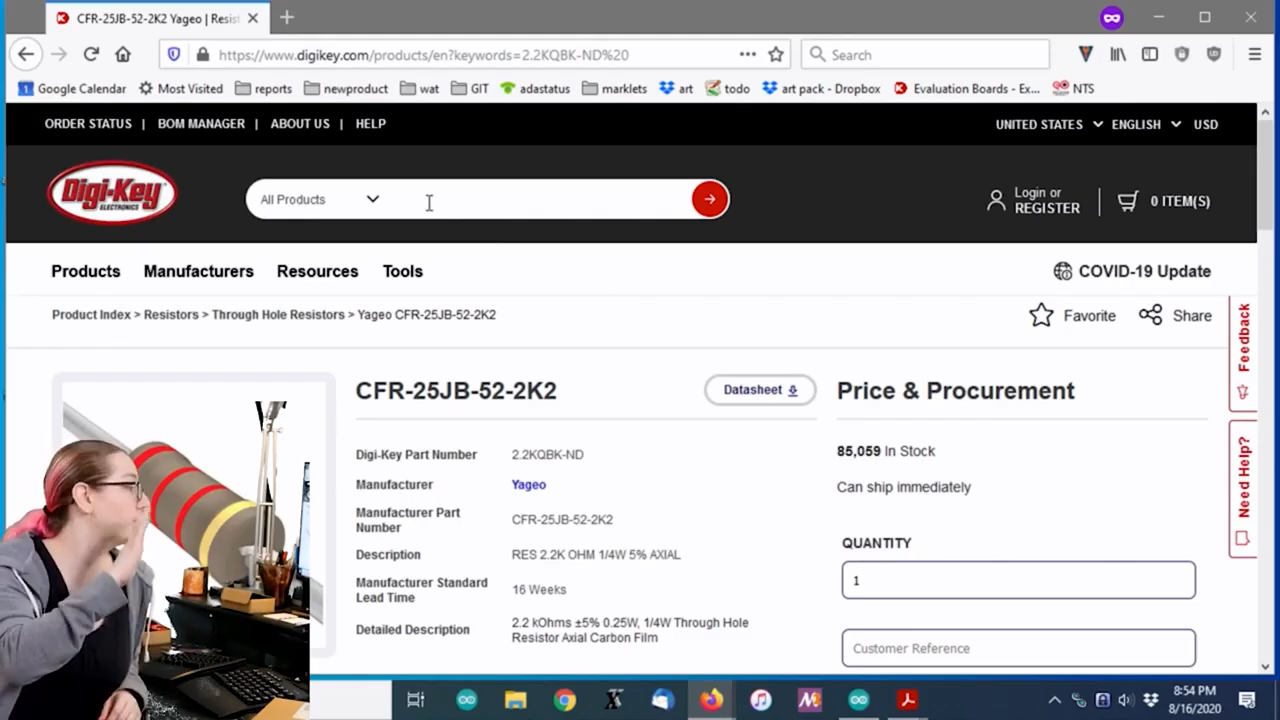 CFR-25JB-52-2K2 Yageo | Resist
https://www.digikey.com/products/en?keywords=2.2KQBK-ND%20
Search
Google Calendar Most Visited reports newproduct wat GIT adastatus marklets art todo art pack - Dropbox Evaluation Boards - Ex... NTS
ORDER STATUS | BOM MANAGER | ABOUT US | HELP
UNITED STATES ENGLISH USD
Digi-Key
ELECTRONICS
All Products
Login or
REGISTER
0 ITEM(S)
Products Manufacturers Resources Tools
COVID-19 Update
Product Index > Resistors > Through Hole Resistors > Yageo CFR-25JB-52-2K2
Favorite Share
Feedback
Need Help?
CFR-25JB-52-2K2
Datasheet
Digi-Key Part Number 2.2KQBK-ND
Manufacturer Yageo
Manufacturer Part
Number
CFR-25JB-52-2K2
Description RES 2.2K OHM 1/4W 5% AXIAL
Manufacturer Standard
Lead Time
16 Weeks
Detailed Description
2.2 kOhms ±5% 0.25W, 1/4W Through Hole
Resistor Axial Carbon Film
Price & Procurement
85,059 In Stock
Can ship immediately
QUANTITY
1
Customer Reference
8:54 PM
8/16/2020